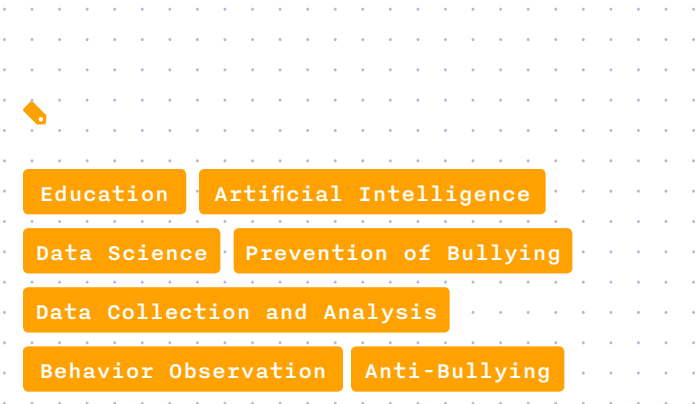 Education Artificial Intelligence
Data Science Prevention of Bullying
Data Collection and Analysis
Behavior Observation Anti-Bullying